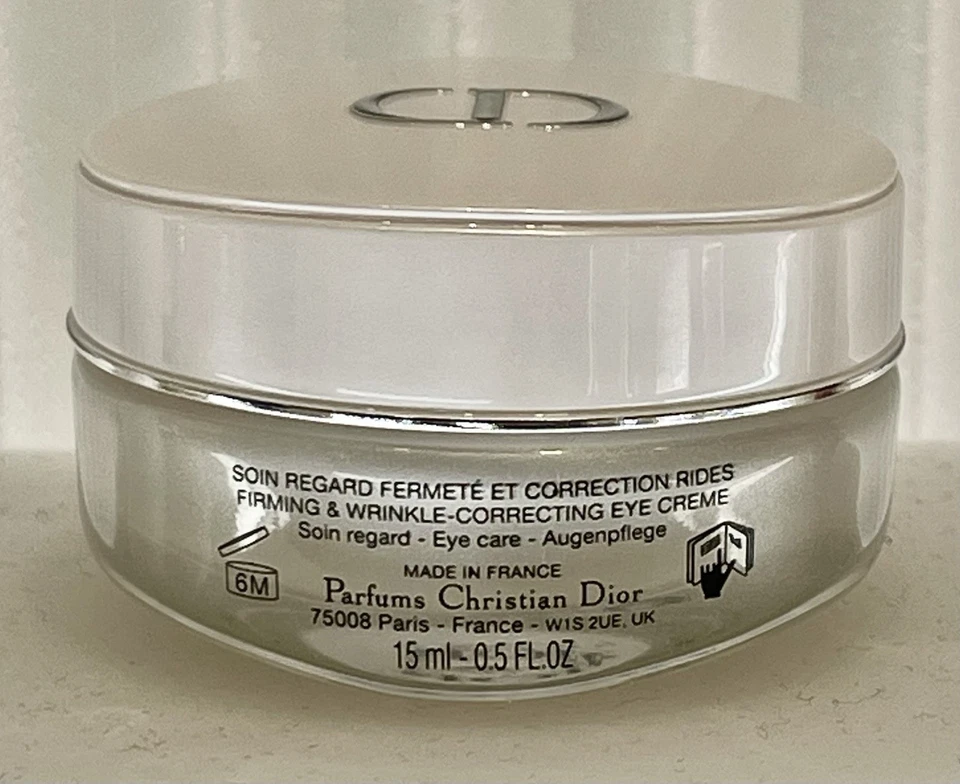 CD
SOIN REGARD FERMETÉ ET CORRECTION RIDES
FIRMING & WRINKLE-CORRECTING EYE CREME
Soin regard - Eye care - Augenpflege
6M
MADE IN FRANCE
Parfums Christian Dior
75008 Paris - France - W1S 2UE. UK
15 ml - 0.5 FL.OZ